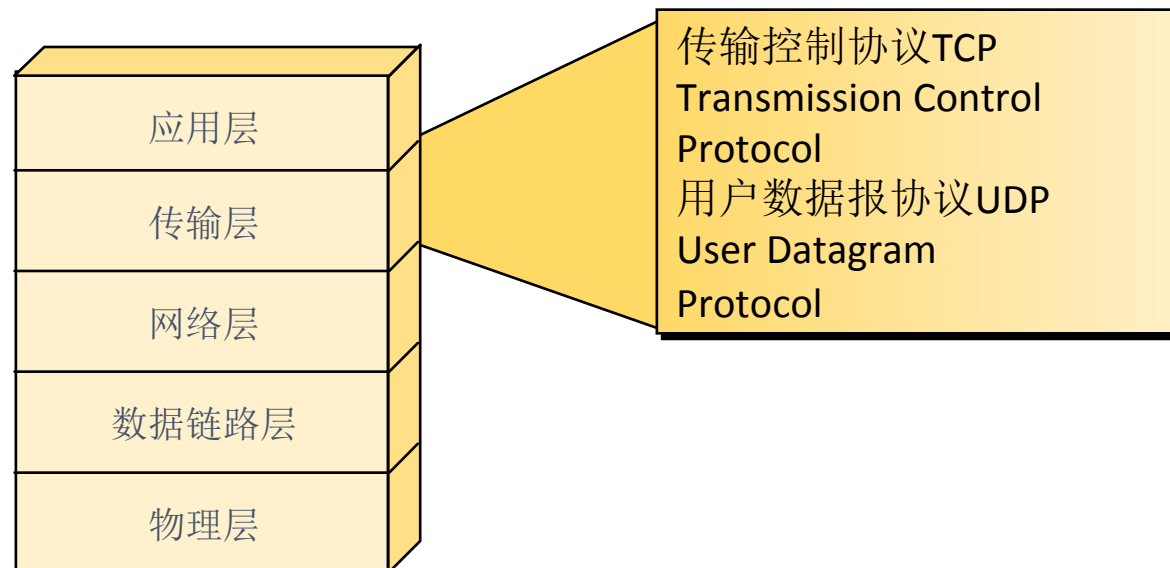 应用层
传输层
网络层
数据链路层
物理层
传输控制协议TCP
Transmission Control
Protocol
用户数据报协议UDP
User Datagram
Protocol